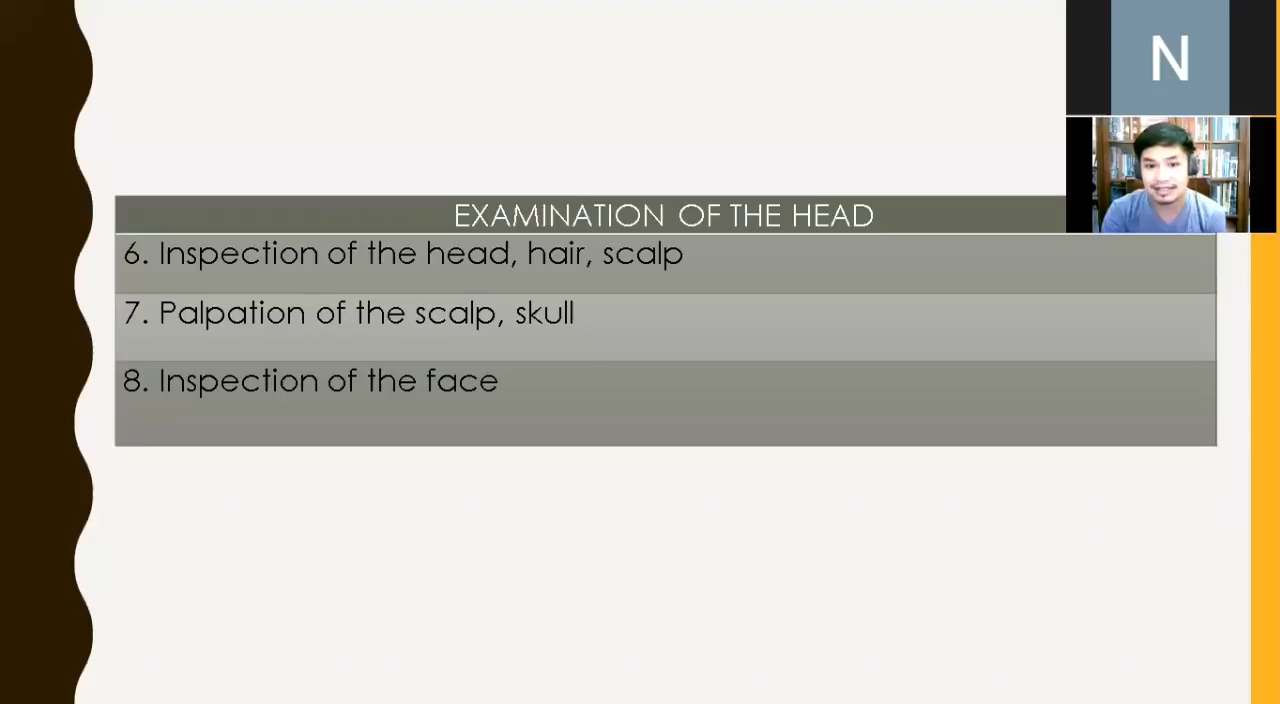 N
EXAMINATION OF THE HEAD
6. Inspection of the head, hair, scalp
7. Palpation of the scalp, skull
8. Inspection of the face